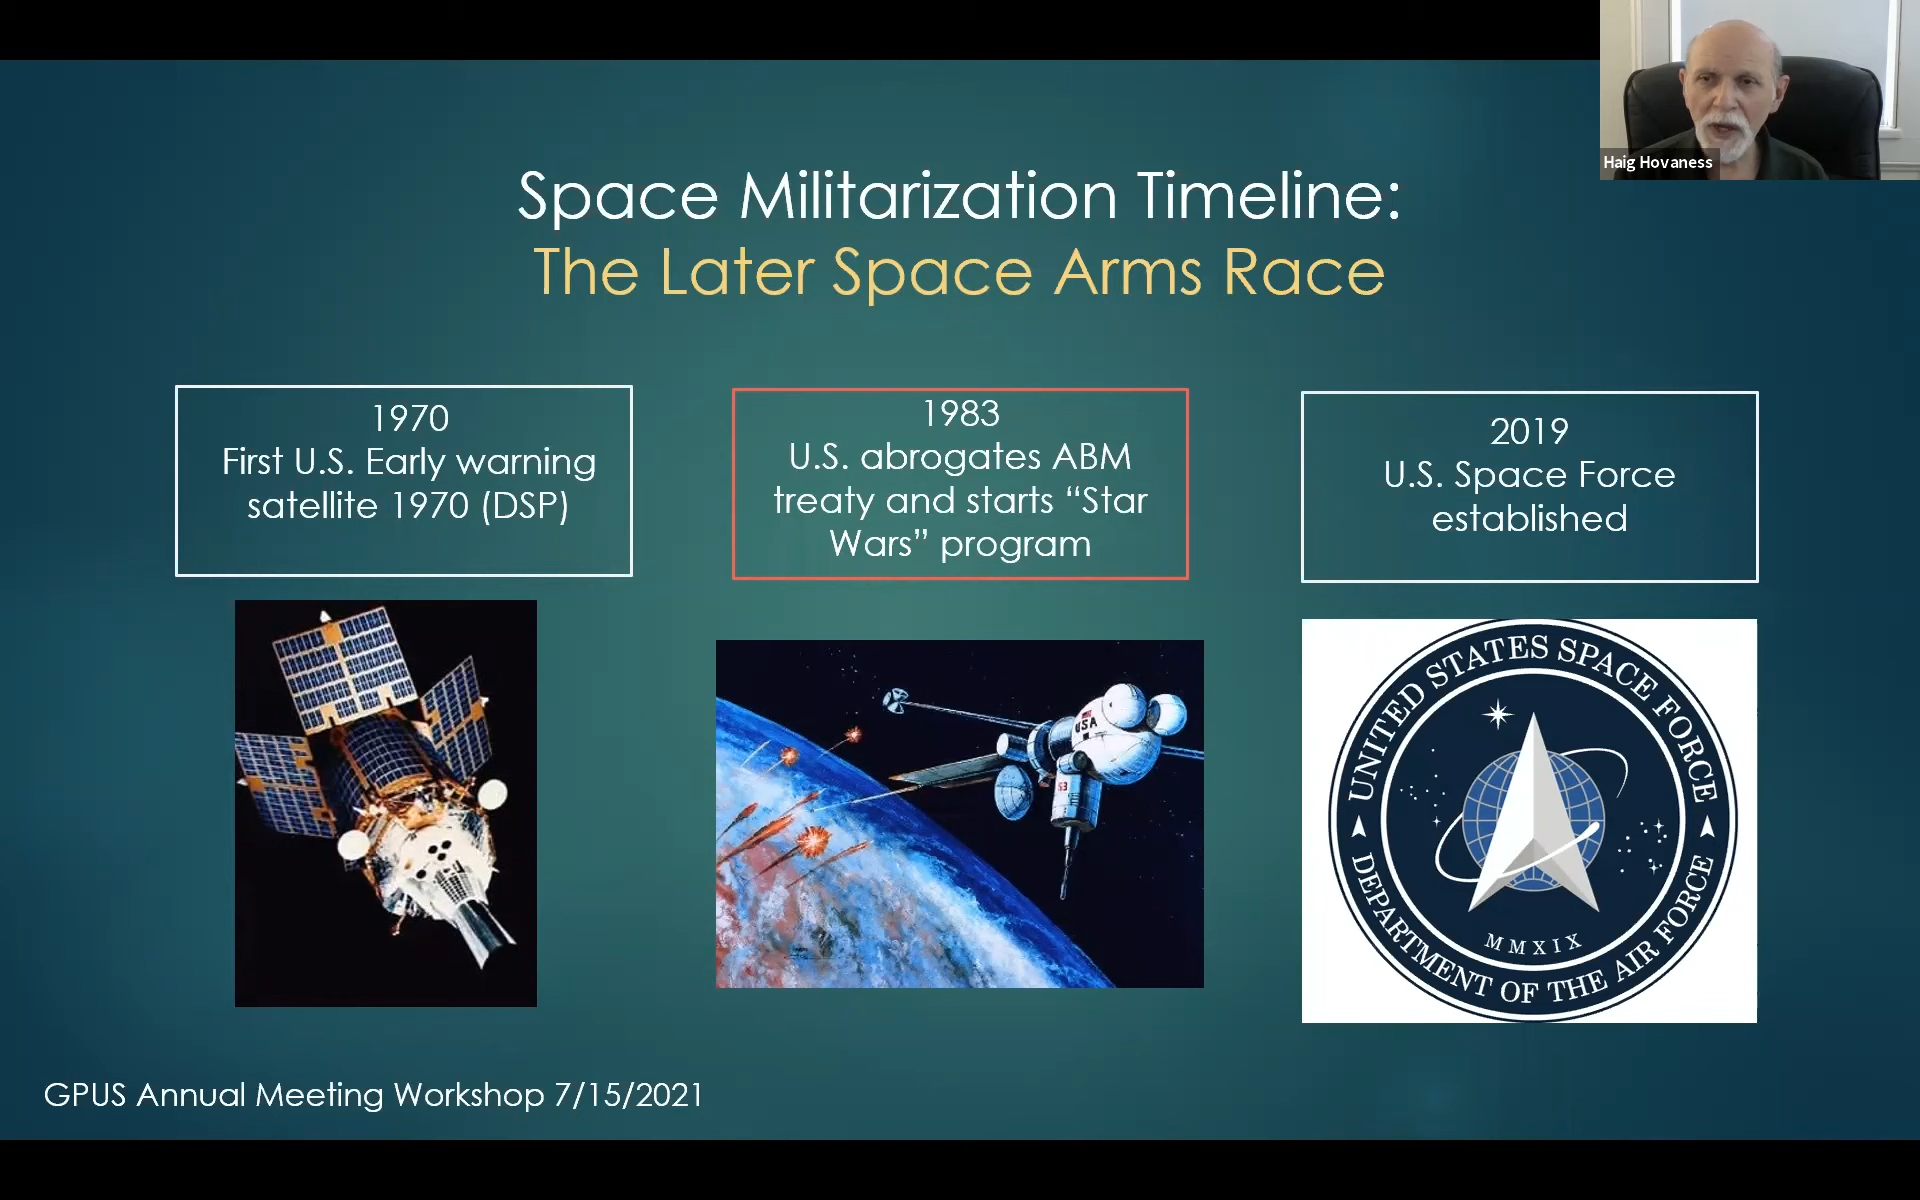 Haig Hovaness
Space Militarization Timeline:
The Later Space Arms Race
1970
First U.S. Early warning
satellite 1970 (DSP)
1983
U.S. abrogates ABM
treaty and starts “Star
Wars” program
2019
U.S. Space Force
established
USA
UNITED STATES SPACE FORCE
MMXIX
DEPARTMENT OF THE AIR FORCE
GPUS Annual Meeting Workshop 7/15/2021